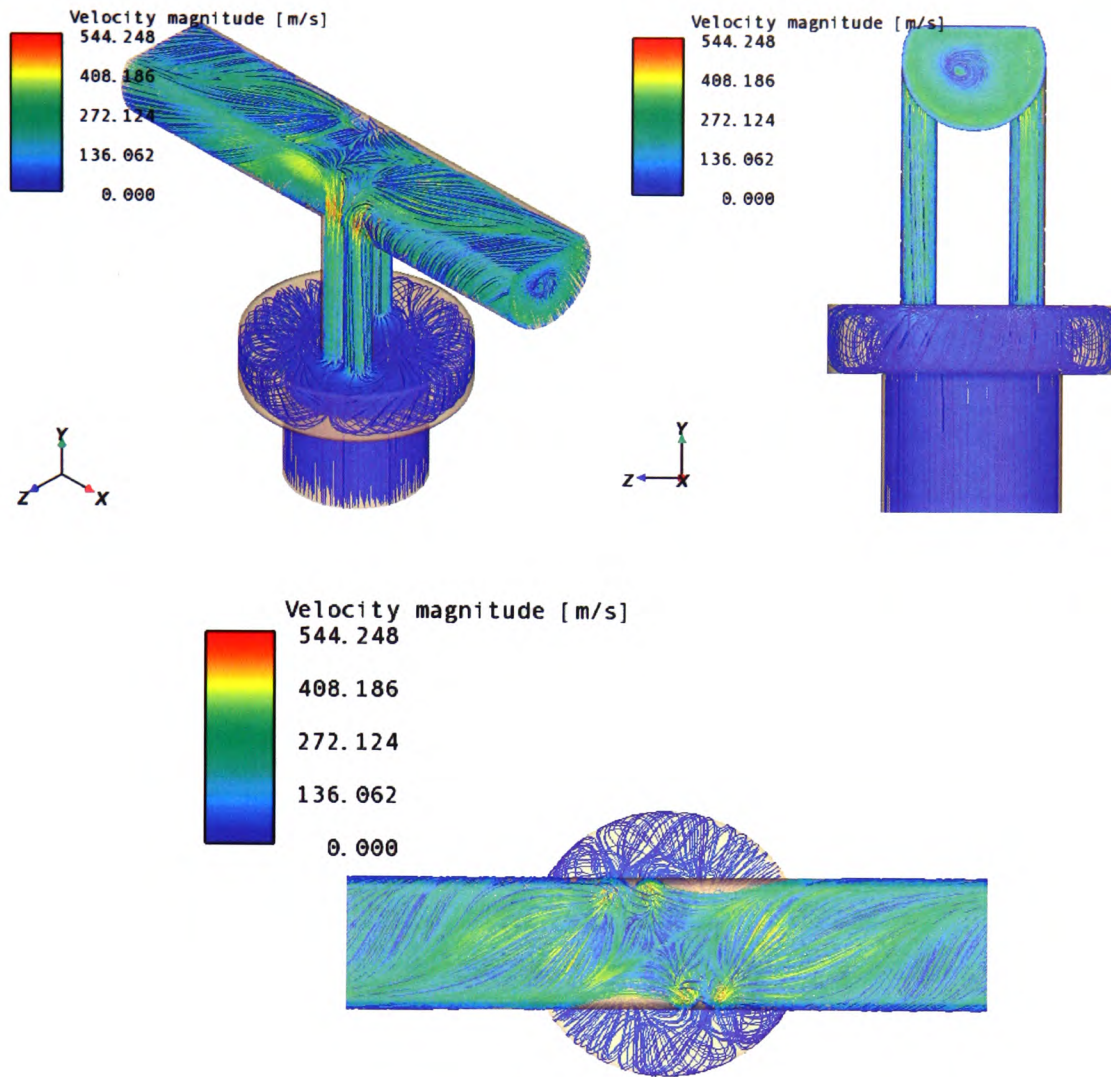 Velocity magnitude [m/s]
544.248
408.186
272.124
136.062
0.000
Y
Z
X
Velocity magnitude [m/s]
544.248
408.186
272.124
136.062
0.000
Y
Z
X
Velocity magnitude [m/s]
544.248
408.186
272.124
136.062
0.000